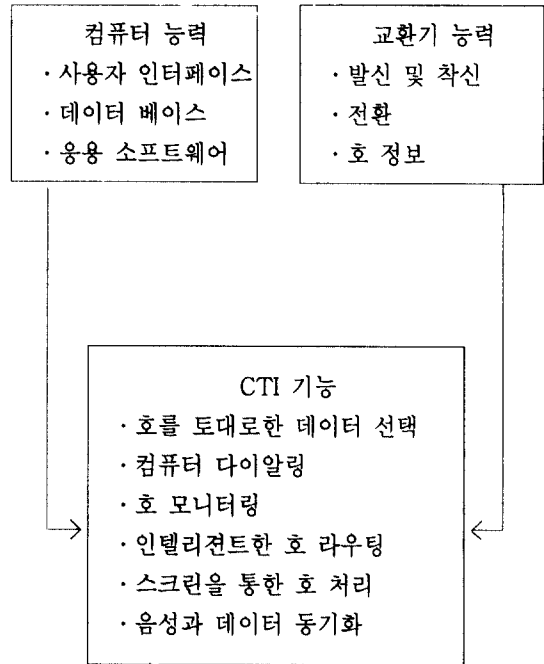 컴퓨터 능력
· 사용자 인터페이스
· 데이터 베이스
· 응용 소프트웨어
교환기 능력
· 발신 및 착신
· 전환
· 호 정보
CTI 기능
· 호를 토대로한 데이터 선택
· 컴퓨터 다이알링
· 호 모니터링
· 인텔리젼트한 호 라우팅
· 스크린을 통한 호 처리
· 음성과 데이터 동기화